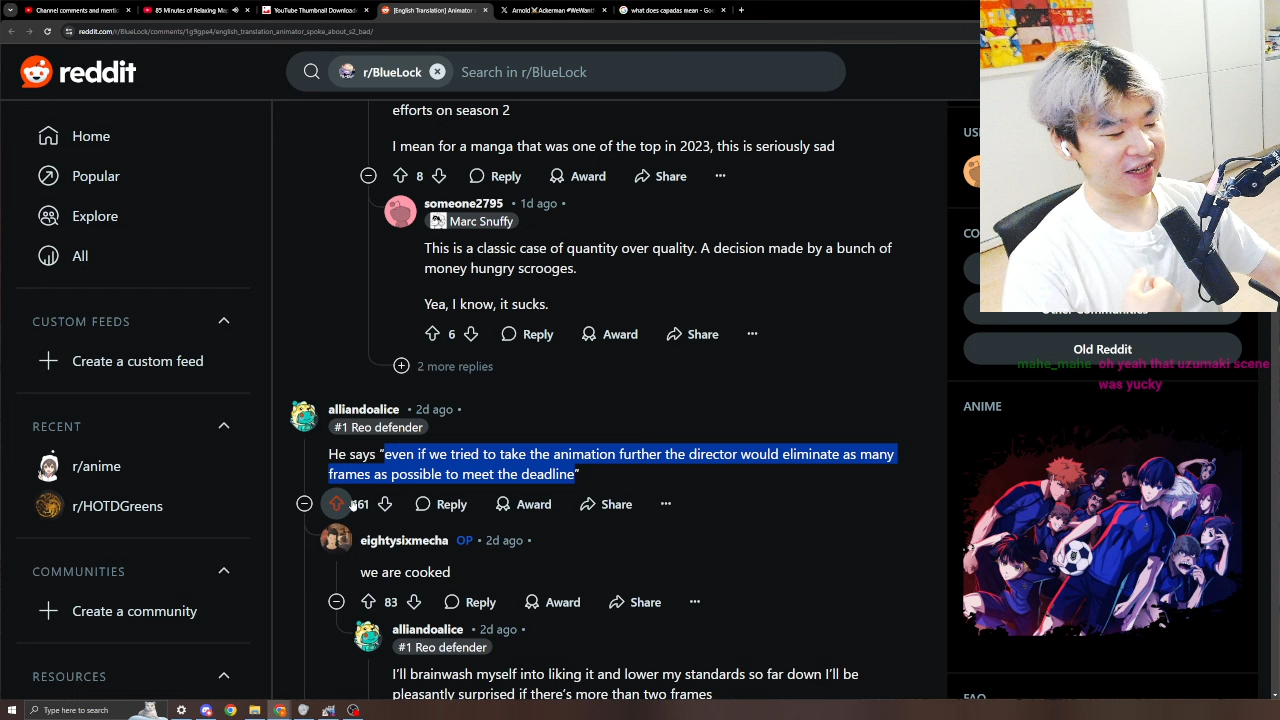 Channel comments and menti
85 Minutes of Relaxing Ma
YouTube Thumbnail Download
[English Translation] Animator
Arnold Ackerman #WeWant
what does capadas mean - Go
reddit.com/r/BlueLock/comments/1g9gpe4/english_translation_animator_spoke_about_s2_bad/
reddit
r/BlueLock
Search in r/BlueLock
Home
Popular
Explore
All
CUSTOM FEEDS
Create a custom feed
RECENT
r/anime
r/HOTDGreens
COMMUNITIES
Create a community
RESOURCES
efforts on season 2
I mean for a manga that was one of the top in 2023, this is seriously sad
8 Reply Award Share
someone2795 • 1d ago •
Marc Snuffy
This is a classic case of quantity over quality. A decision made by a bunch of
money hungry scrooges.
Yea, I know, it sucks.
6 Reply Award Share
2 more replies
alliandoalice • 2d ago •
#1 Reo defender
He says “even if we tried to take the animation further the director would eliminate as many
frames as possible to meet the deadline”
Reply Award Share
eightysixmecha OP • 2d ago •
we are cooked
83 Reply Award Share
alliandoalice • 2d ago •
#1 Reo defender
I’ll brainwash myself into liking it and lower my standards so far down I’ll be
pleasantly surprised if there’s more than two frames
Old Reddit
mahe_mahe oh yeah that uzumaki scene
was yucky
ANIME
FAQ
Type here to search